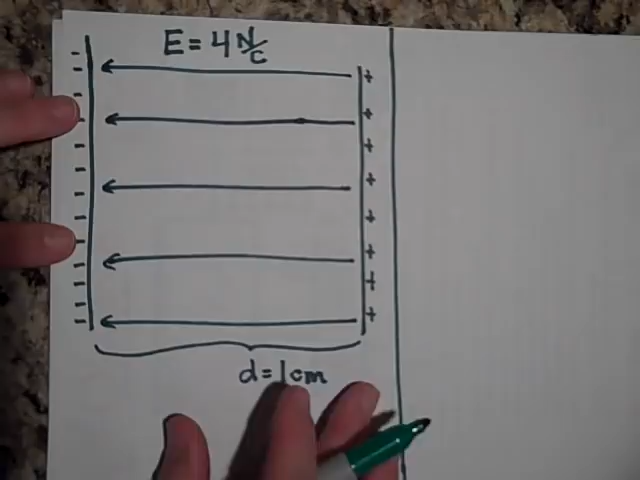 E = 4 N/C
d = 1cm